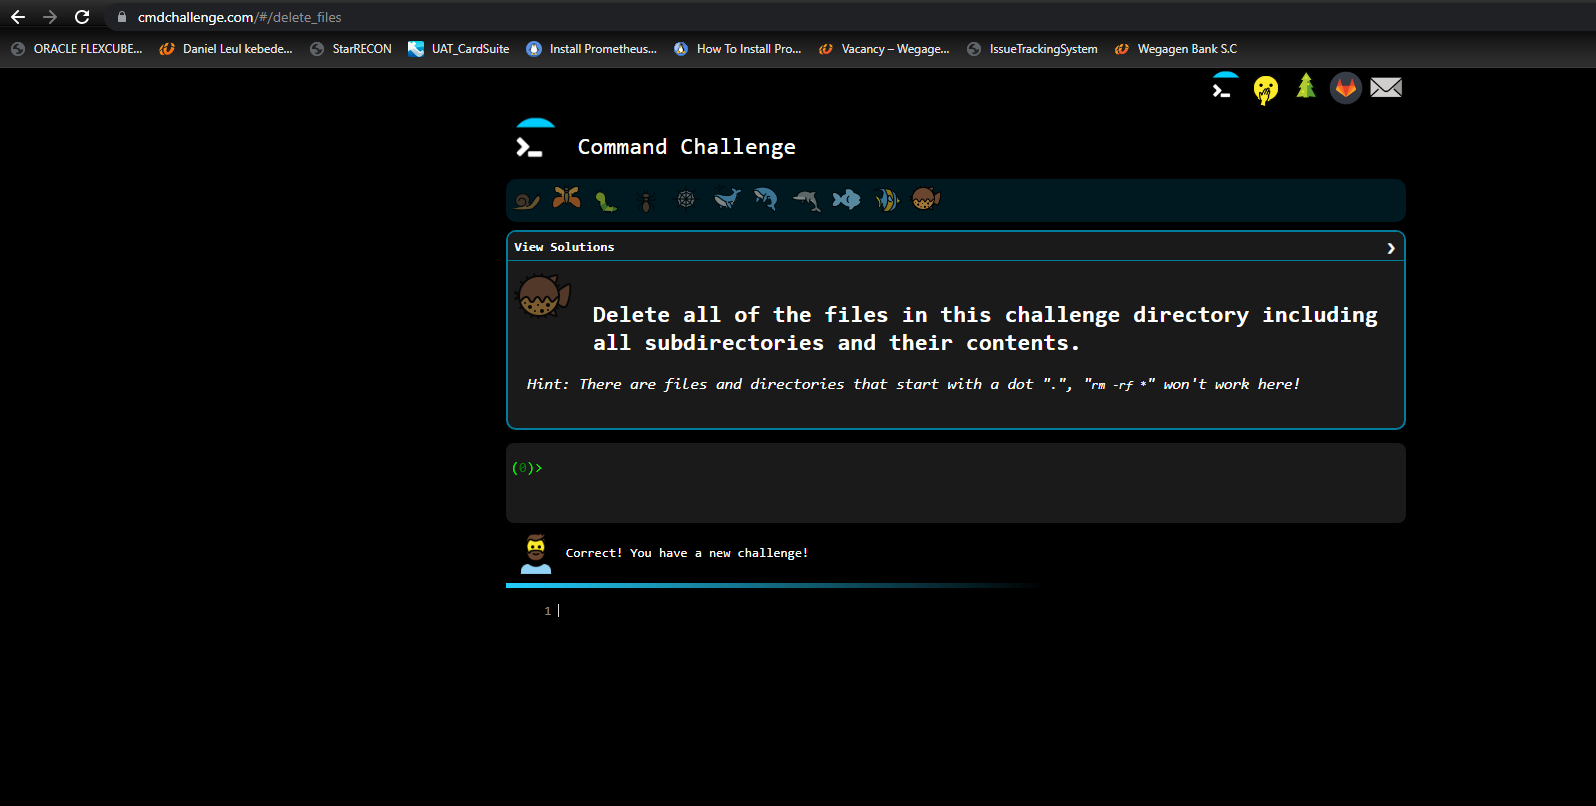 cmdchallenge.com/#/delete_files
ORACLE FLEXCUBE... Daniel Leul kebede... StarRECON UAT_CardSuite Install Prometheus... How To Install Pro... Vacancy – Wegage... IssueTrackingSystem Wegagen Bank S.C
Command Challenge
View Solutions
Delete all of the files in this challenge directory including
all subdirectories and their contents.
Hint: There are files and directories that start with a dot ".", "rm -rf *" won't work here!
(0)>
Correct! You have a new challenge!
1